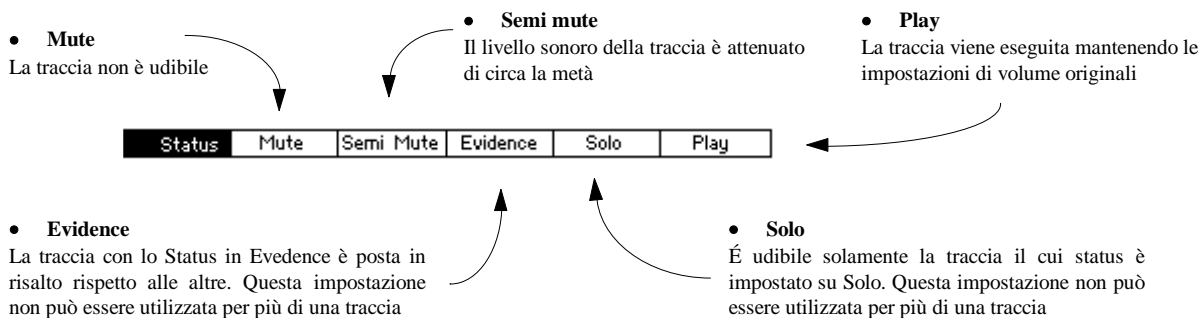 • Mute
La traccia non è udibile
• Semi mute
Il livello sonoro della traccia è attenuato
di circa la metà
• Play
La traccia viene eseguita mantenendo le
impostazioni di volume originali
Status Mute Semi Mute Evidence Solo Play
• Evidence
La traccia con lo Status in Evedence è posta in
risalto rispetto alle altre. Questa impostazione
non può essere utilizzata per più di una traccia
• Solo
É udibile solamente la traccia il cui status è
impostato su Solo. Questa impostazione non può
essere utilizzata per più di una traccia